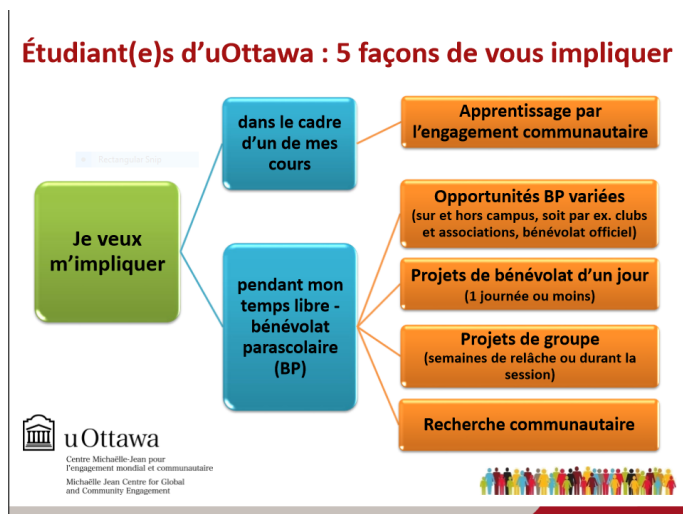 Étudiant(e)s d'uOttawa : 5 façons de vous impliquer
Je veux
m'impliquer
dans le cadre
d'un de mes
cours
Apprentissage par
l'engagement communautaire
pendant mon
temps libre -
bénévolat
parascolaire
(BP)
Opportunités BP variées
(sur et hors campus, soit par ex. clubs
et associations, bénévolat officiel)
Projets de bénévolat d'un jour
(1 journée ou moins)
Projets de groupe
(semaines de relâche ou durant la
session)
Recherche communautaire
Rectangular Snip
uOttawa
Centre Michaëlle-Jean pour
l'engagement mondial et communautaire
Michaëlle Jean Centre for Global
and Community Engagement